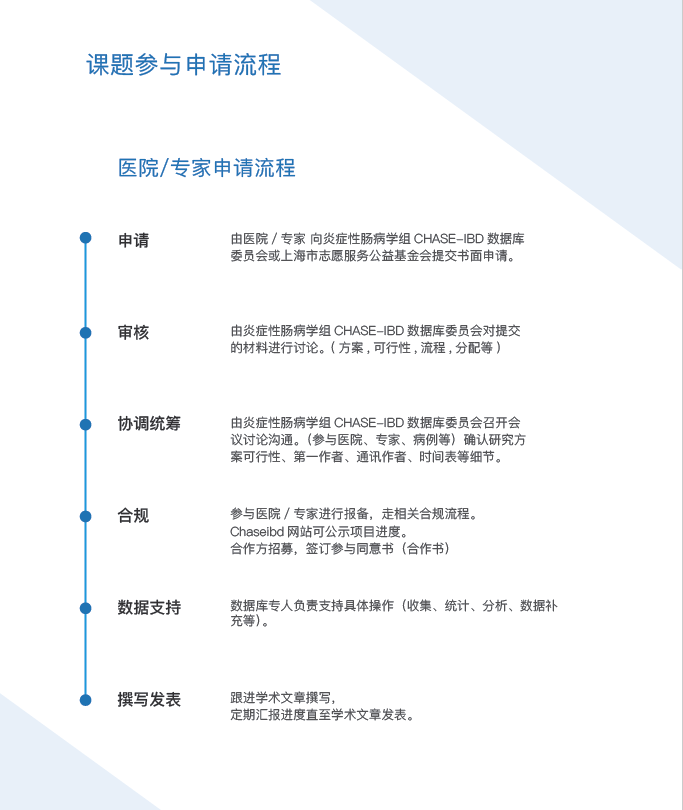 课题参与申请流程
医院/专家申请流程
申请
由医院 / 专家 向炎症性肠病学组 CHASE-IBD 数据库
委员会或上海市志愿服务公益基金会提交书面申请。
审核
由炎症性肠病学组 CHASE-IBD 数据库委员会对提交
的材料进行讨论。( 方案 , 可行性 , 流程 , 分配等 )
协调统筹
由炎症性肠病学组 CHASE-IBD 数据库委员会召开会
议讨论沟通。（参与医院、专家、病例等）确认研究方
案可行性、第一作者、通讯作者、时间表等细节。
合规
参与医院 / 专家进行报备，走相关合规流程。
Chaseibd 网站可公示项目进度。
合作方招募，签订参与同意书（合作书）
数据支持
数据库专人负责支持具体操作（收集、统计、分析、数据补
充等）。
撰写发表
跟进学术文章撰写，
定期汇报进度直至学术文章发表。